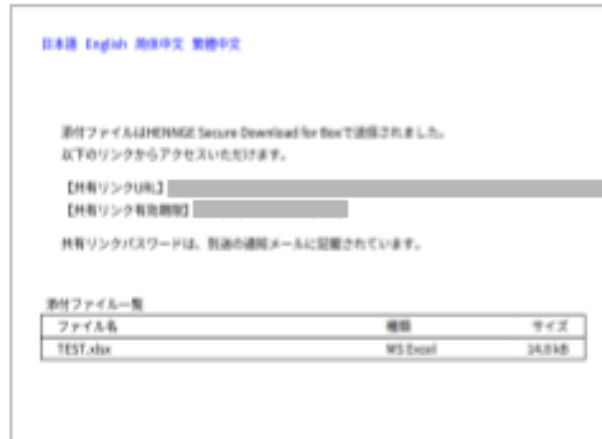 日本語 English 简体中文 繁體中文
添付ファイルはHENNGE Secure Download for Boxで送信されました。
以下のリンクからアクセスいただけます。
【共有リンクURL】
【共有リンク有効期限】
共有リンクパスワードは、別途の通知メールに記載されています。
添付ファイル一覧
ファイル名 種類 サイズ
TEST.xlsx MS Excel 14.8 kB